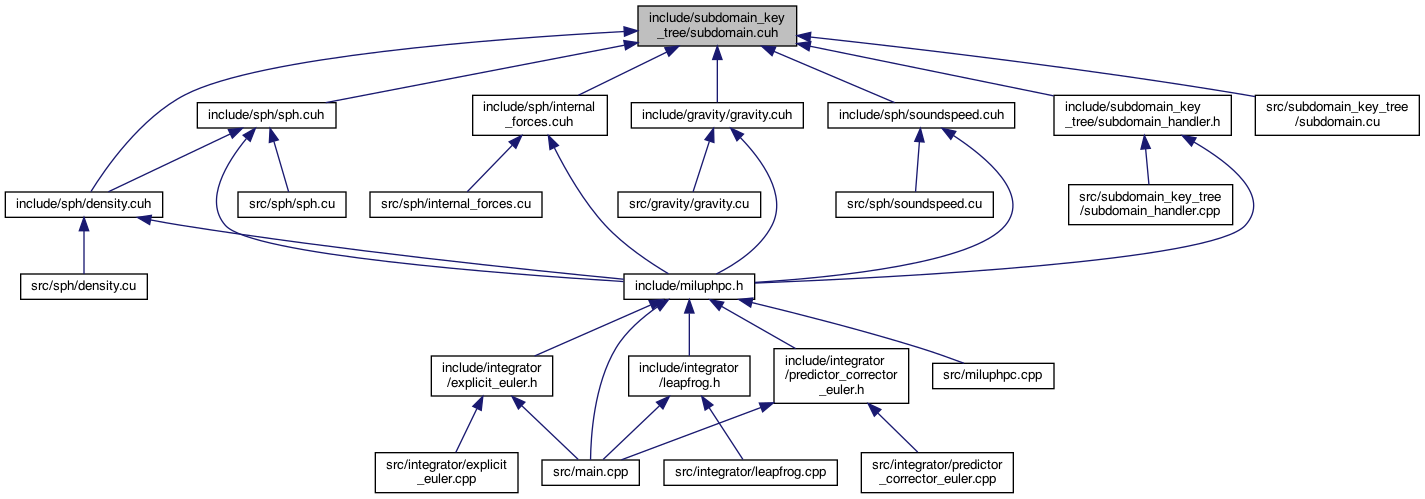 include/subdomain_key
_tree/subdomain.cuh
include/sph/sph.cuh
include/sph/internal
_forces.cuh
include/gravity/gravity.cuh
include/sph/soundspeed.cuh
include/subdomain_key
_tree/subdomain_handler.h
src/subdomain_key_tree
/subdomain.cu
include/sph/density.cuh
src/sph/sph.cu
src/sph/internal_forces.cu
src/gravity/gravity.cu
src/sph/soundspeed.cu
src/subdomain_key_tree
/subdomain_handler.cpp
src/sph/density.cu
include/miluphpc.h
include/integrator
/explicit_euler.h
include/integrator
/leapfrog.h
include/integrator
/predictor_corrector
_euler.h
src/miluphpc.cpp
src/integrator/explicit
_euler.cpp
src/main.cpp
src/integrator/leapfrog.cpp
src/integrator/predictor
_corrector_euler.cpp